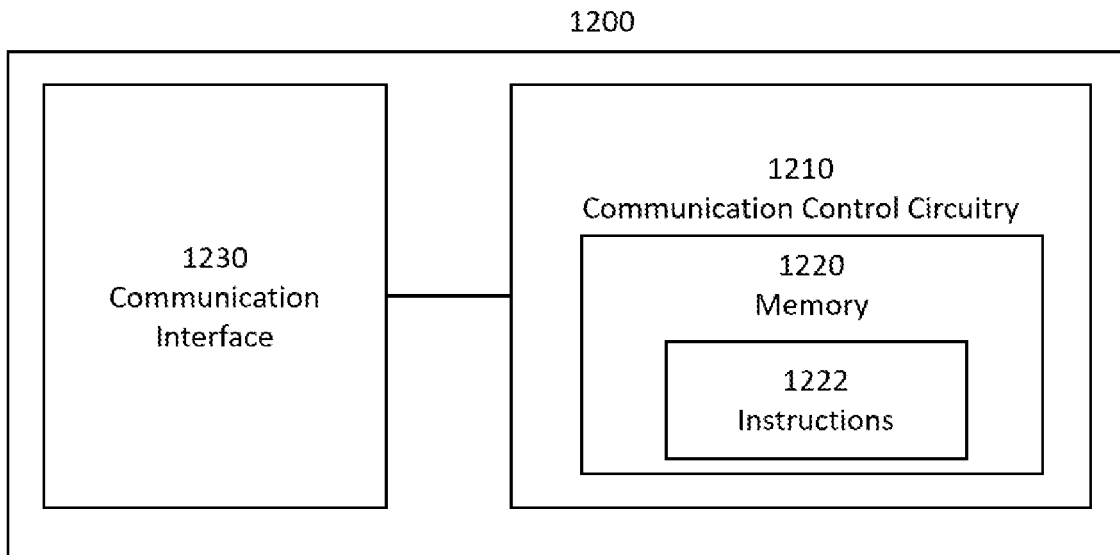 1200
1230
Communication
Interface
1210
Communication Control Circuitry
1220
Memory
1222
Instructions